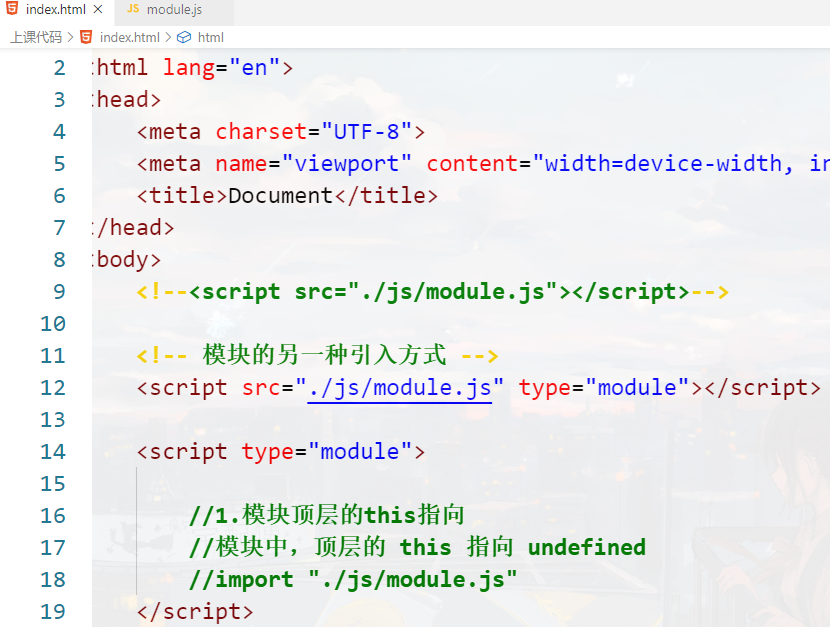 index.html
JS module.js
上课代码 > index.html > html
2 html lang="en">
3 head>
4 <meta charset="UTF-8">
5 <meta name="viewport" content="width=device-width, in
6 <title>Document</title>
7 /head>
8 body>
9 <!--<script src="./js/module.js"></script>-->
10
11 <!-- 模块的另一种引入方式 -->
12 <script src="./js/module.js" type="module"></script>
13
14 <script type="module">
15
16 //1.模块顶层的this指向
17 //模块中，顶层的 this 指向 undefined
18 //import "./js/module.js"
19 </script>